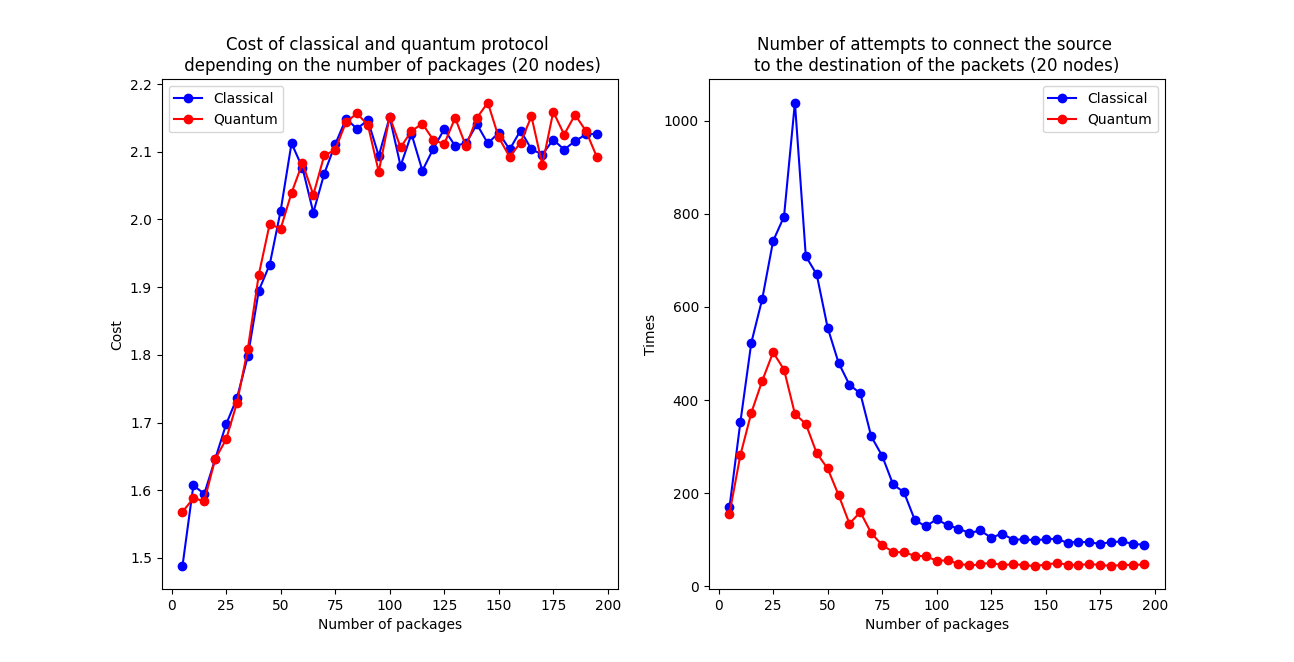 Cost of classical and quantum protocol
depending on the number of packages (20 nodes)
Classical
Quantum
2.2
2.1
2.0
1.9
1.8
1.7
1.6
1.5
Cost
0 25 50 75 100 125 150 175 200
Number of packages
Number of attempts to connect the source
to the destination of the packets (20 nodes)
Classical
Quantum
1000
800
600
400
200
0
Times
0 25 50 75 100 125 150 175 200
Number of packages